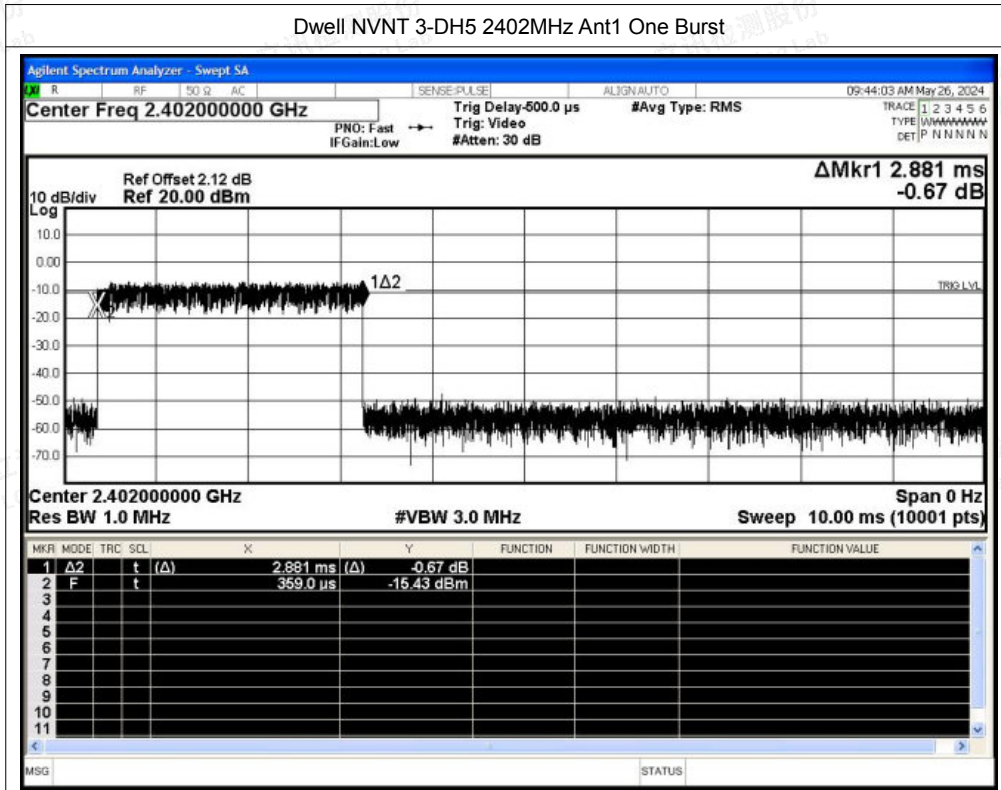 Dwell NVNT 3-DH5 2402MHz Ant1 One Burst
Agilent Spectrum Analyzer - Swept SA
LXI R RF 50 Ω AC SENSE:PULSE ALIGNAUTO 09:44:03 AM May 26, 2024
Center Freq 2.402000000 GHz
Trig Delay-500.0 µs #Avg Type: RMS TRACE 1 2 3 4 5 6
PNO: Fast Trig: Video TYPE
IFGain:Low #Atten: 30 dB DET P N N N N N
ΔMkr1 2.881 ms
-0.67 dB
Ref Offset 2.12 dB
10 dB/div Ref 20.00 dBm
Log
10.0
0.00
-10.0
-20.0
-30.0
-40.0
-50.0
-60.0
-70.0
1Δ2
TRIG LVL
Center 2.402000000 GHz Span 0 Hz
Res BW 1.0 MHz #VBW 3.0 MHz Sweep 10.00 ms (10001 pts)
MKR MODE TRC SCL X Y FUNCTION FUNCTION WIDTH FUNCTION VALUE
1 Δ2 t (Δ) 2.881 ms (Δ) -0.67 dB
2 F t 359.0 µs -15.43 dBm
3
4
5
6
7
8
9
10
11
MSG STATUS